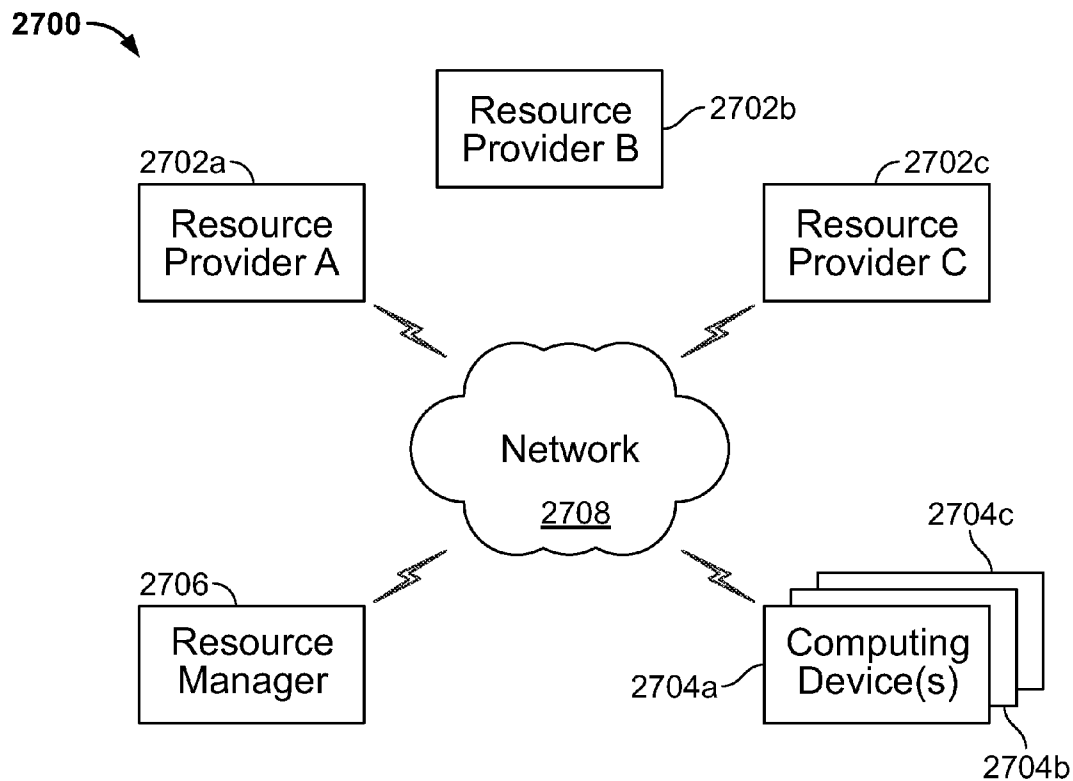 2700
Resource
Provider B
2702b
2702a
Resource
Provider A
2702c
Resource
Provider C
Network
2708
2706
Resource
Manager
2704c
Computing
Device(s)
2704a
2704b